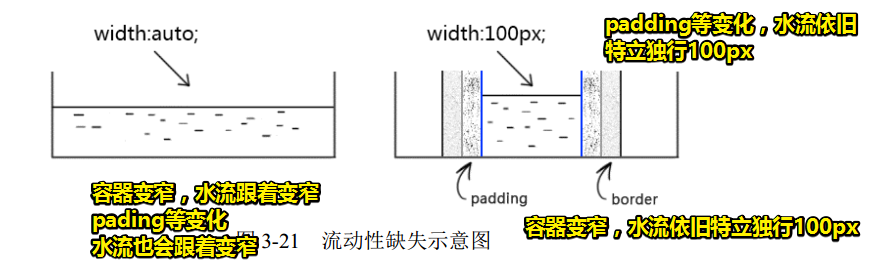 width:auto;
width:100px;
padding等变化，水流依旧
特立独行100px
padding
border
容器变窄，水流跟着变窄
pading等变化
水流也会跟着变窄
容器变窄，水流依旧特立独行100px
3-21 流动性缺失示意图